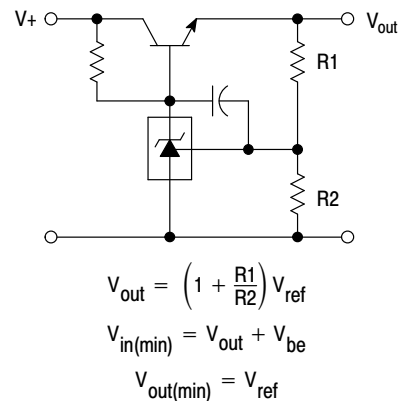 V+
Vout
R1
R2
Vout = (1 + R1/R2) Vref
Vin(min) = Vout + Vbe
Vout(min) = Vref